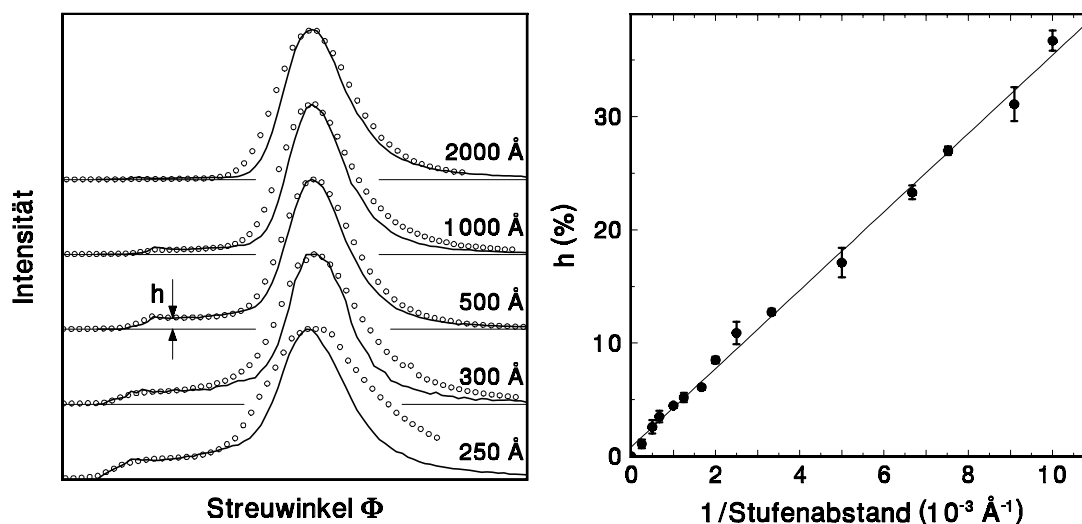 Intensität
2000 Å
1000 Å
500 Å
300 Å
250 Å
h
Streuwinkel Φ
h (%)
30
20
10
0
0 2 4 6 8 10
1/Stufenabstand (10⁻³ Å⁻¹)